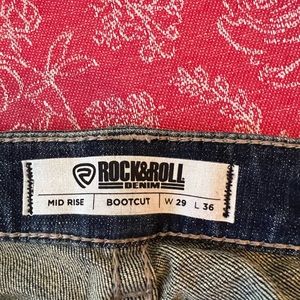 ROCK&ROLL
DENIM
MID RISE | BOOTCUT | W 29 L 36